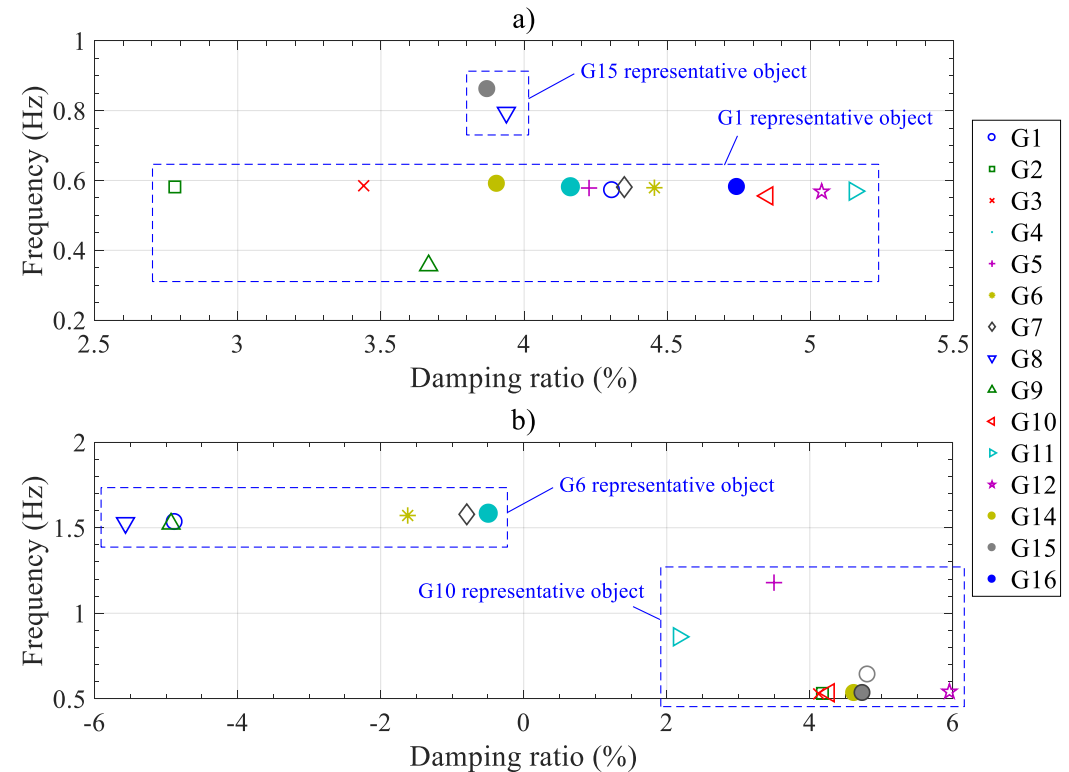 a)
1
0.8
0.6
0.4
0.2
Frequency (Hz)
G15 representative object
G1 representative object
2.5 3 3.5 4 4.5 5 5.5
Damping ratio (%)
b)
2
1.5
1
0.5
Frequency (Hz)
G6 representative object
G10 representative object
-6 -4 -2 0 2 4 6
Damping ratio (%)
G1
G2
G3
G4
G5
G6
G7
G8
G9
G10
G11
G12
G14
G15
G16